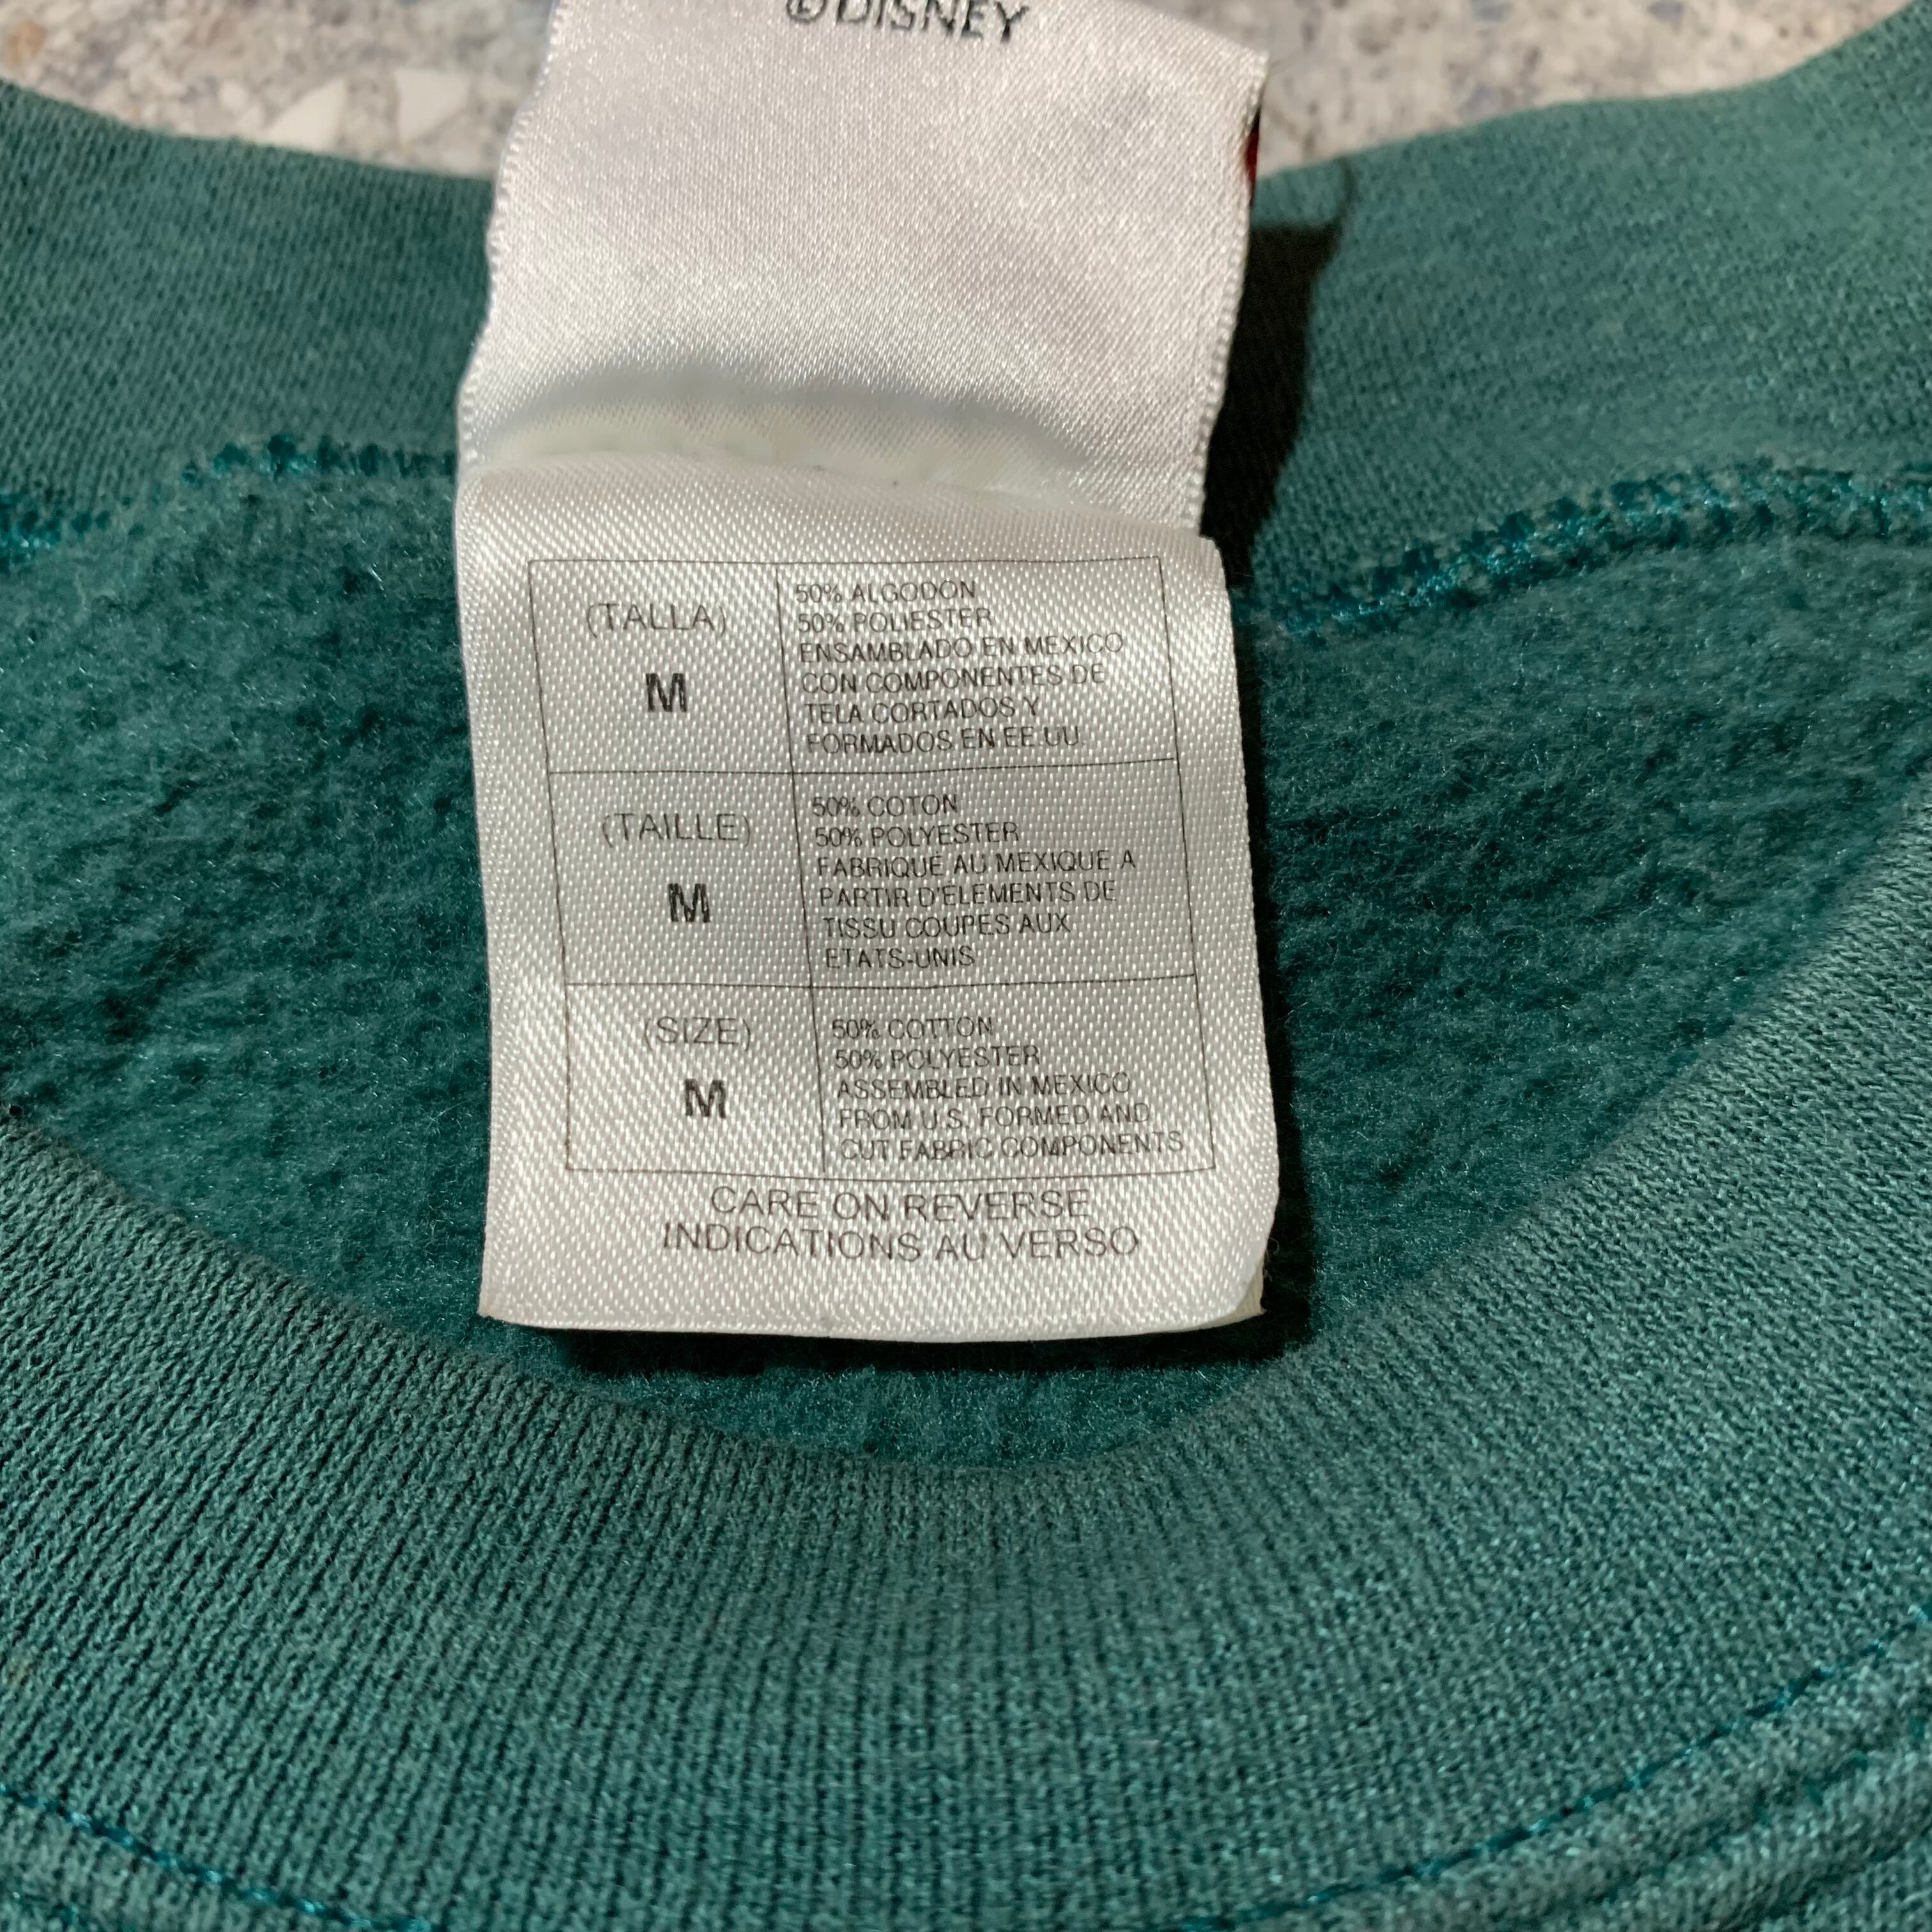 ©DISNEY
(TALLA)
M
50% ALGODON
50% POLIESTER
ENSAMBLADO EN MEXICO
CON COMPONENTES DE
TELA CORTADOS Y
FORMADOS EN EE.UU.
(TAILLE)
M
50% COTON
50% POLYESTER
FABRIQUE AU MEXIQUE A
PARTIR D'ELEMENTS DE
TISSU COUPES AUX
ETATS-UNIS
(SIZE)
M
50% COTTON
50% POLYESTER
ASSEMBLED IN MEXICO
FROM U.S. FORMED AND
CUT FABRIC COMPONENTS
CARE ON REVERSE
INDICATIONS AU VERSO